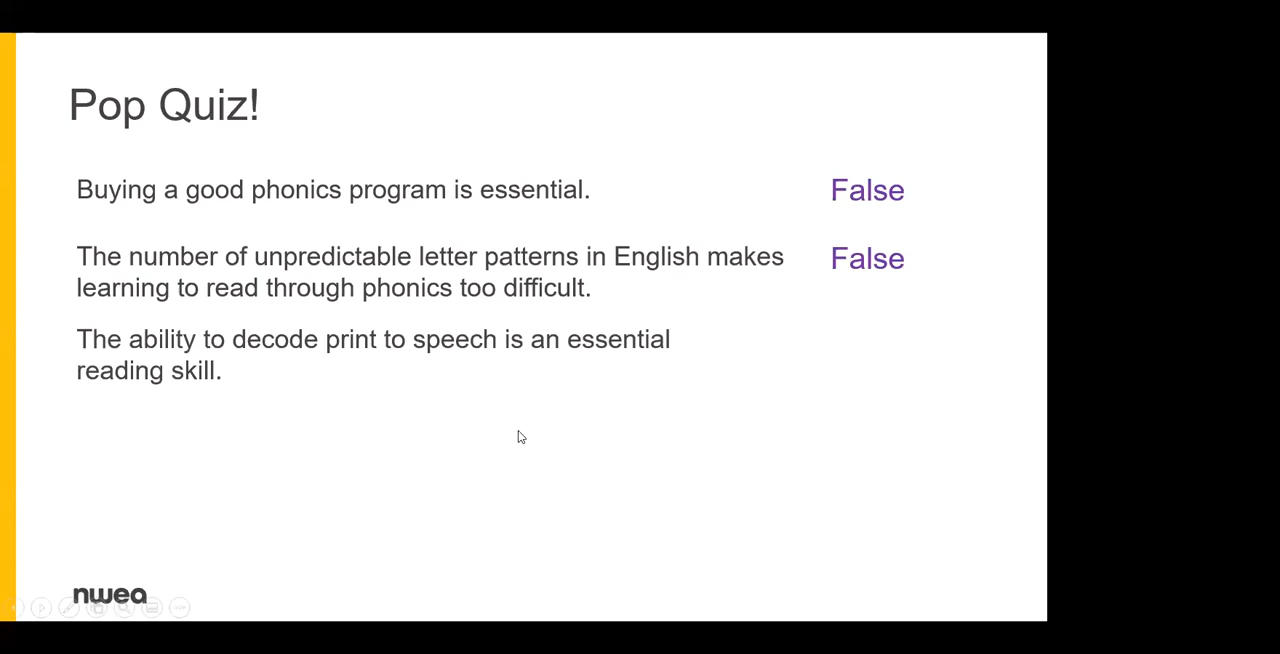 Pop Quiz!
Buying a good phonics program is essential.
False
The number of unpredictable letter patterns in English makes
False
learning to read through phonics too difficult.
The ability to decode print to speech is an essential
reading skill.
nwea